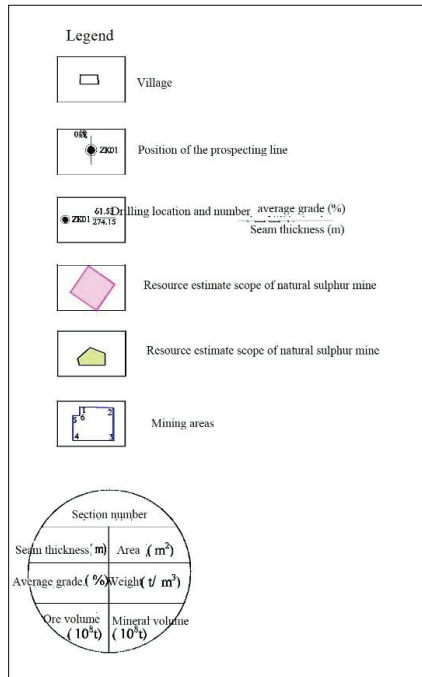 Legend
Village
ZK01
Position of the prospecting line
ZK01
61.53
274.15
Drilling location and number
average grade (%)
Seam thickness (m)
Resource estimate scope of natural sulphur mine
Resource estimate scope of natural sulphur mine
1
2
5
6
4
3
Mining areas
Section number
Seam thickness( m) Area ( m²)
Average grade ( %) Weight( t/ m³)
Ore volume Mineral volume
( 10⁸t) ( 10⁸t)